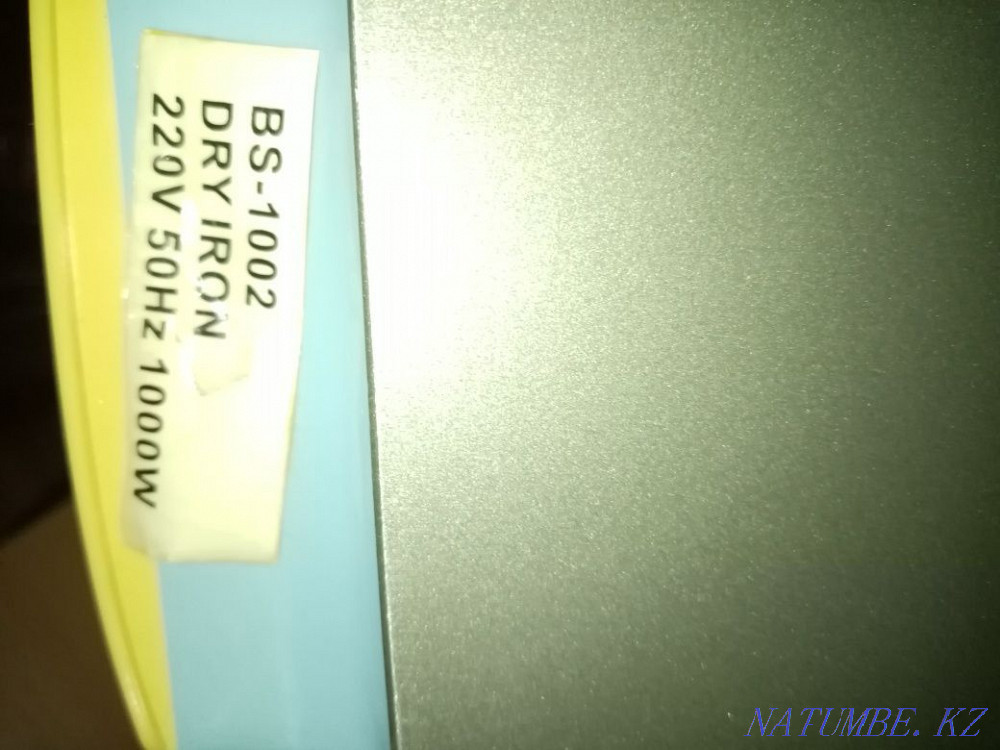 BS-1002
DRY IRON
220V 50Hz 1000W
NATUMBE. KZ